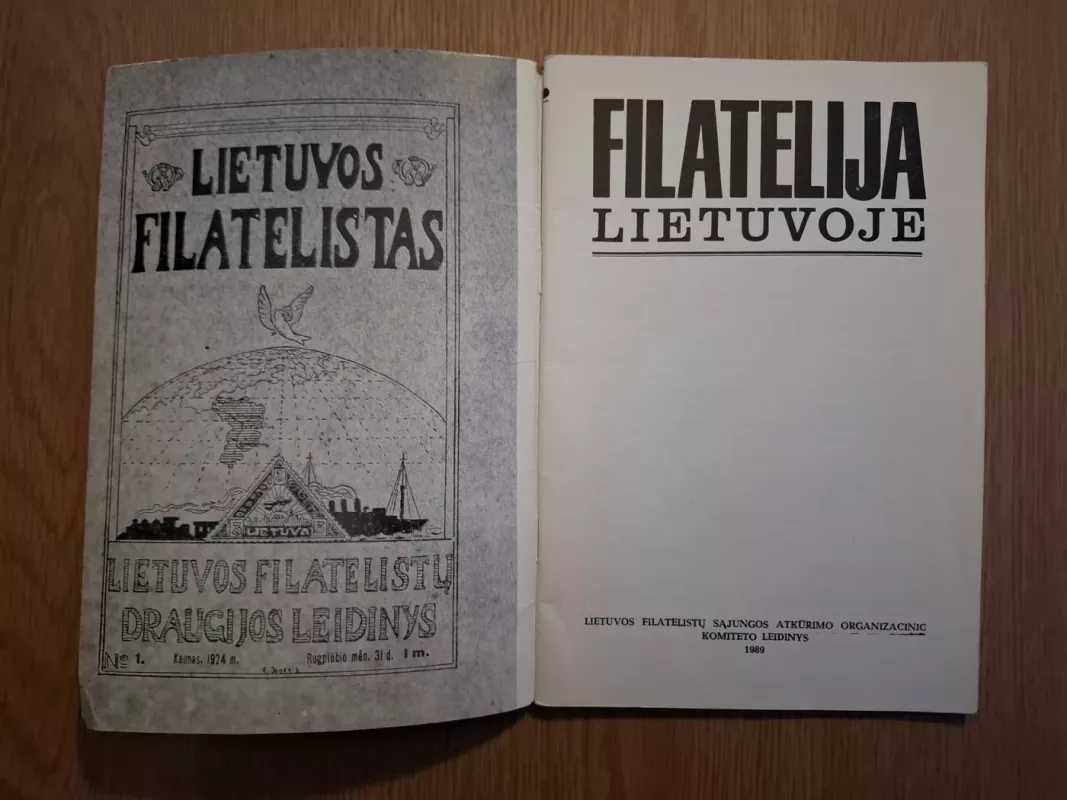 LIETUVOS
FILATELISTAS
LIETUVA
LIETUVOS FILATELISTŲ
DRAUGIJOS LEIDINYS
№ 1. Kaunas, 1924 m. Rugpiūčio mėn. 31 d. I m.
FILATELIJA
LIETUVOJE
LIETUVOS FILATELISTŲ SĄJUNGOS ATKŪRIMO ORGANIZACINIC
KOMITETO LEIDINYS
1989